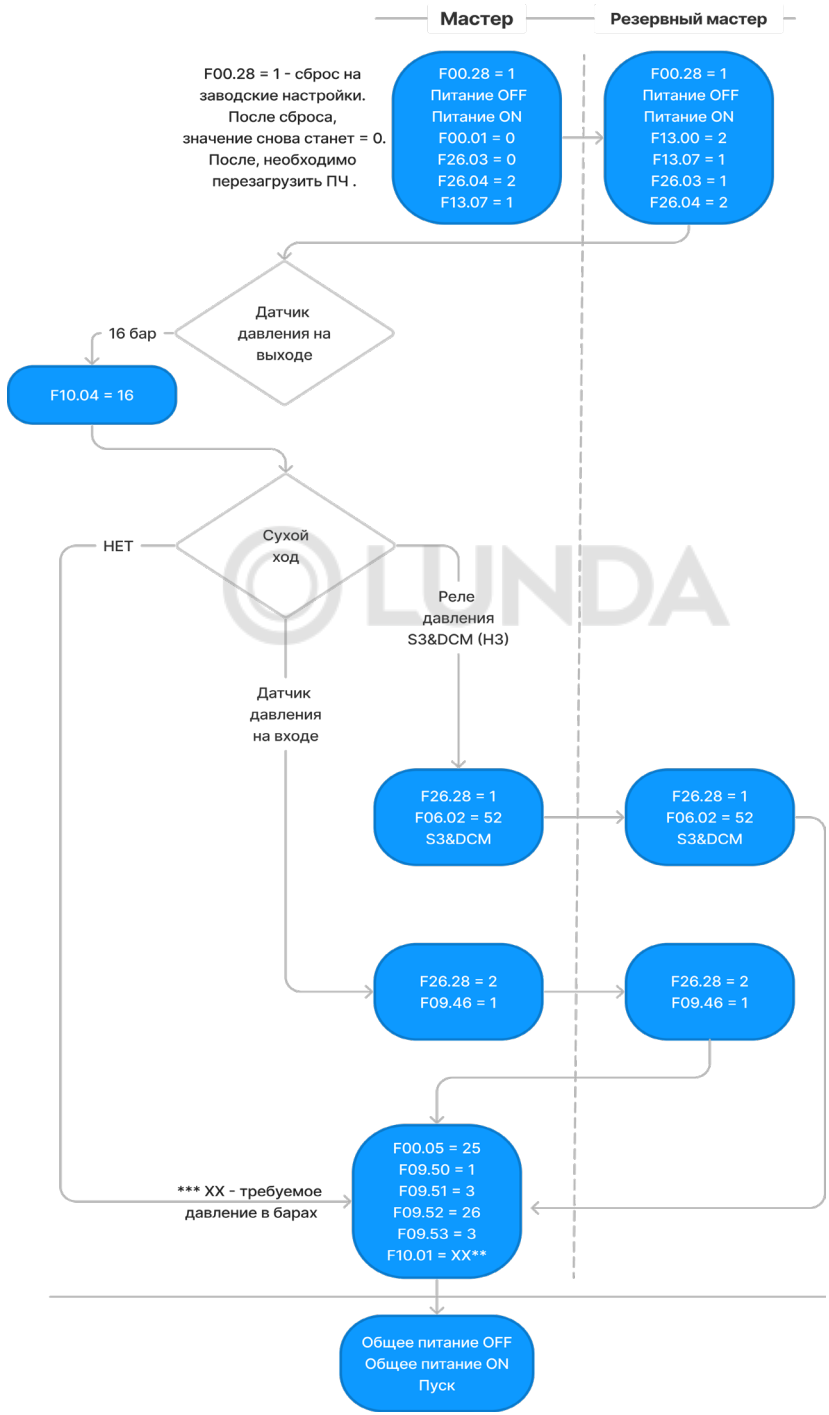 Мастер
Резервный мастер
F00.28 = 1 - сброс на
заводские настройки.
После сброса,
значение снова станет = 0.
После, необходимо
перезагрузить ПЧ .
F00.28 = 1
Питание OFF
Питание ON
F00.01 = 0
F26.03 = 0
F26.04 = 2
F13.07 = 1
F00.28 = 1
Питание OFF
Питание ON
F13.00 = 2
F13.07 = 1
F26.03 = 1
F26.04 = 2
Датчик
давления на
выходе
16 бар
F10.04 = 16
Сухой
ход
НЕТ
LUNDA
Реле
давления
S3&DCM (НЗ)
Датчик
давления
на входе
F26.28 = 1
F06.02 = 52
S3&DCM
F26.28 = 1
F06.02 = 52
S3&DCM
F26.28 = 2
F09.46 = 1
F26.28 = 2
F09.46 = 1
F00.05 = 25
F09.50 = 1
F09.51 = 3
F09.52 = 26
F09.53 = 3
F10.01 = XX**
*** XX - требуемое
давление в барах
Общее питание OFF
Общее питание ON
Пуск